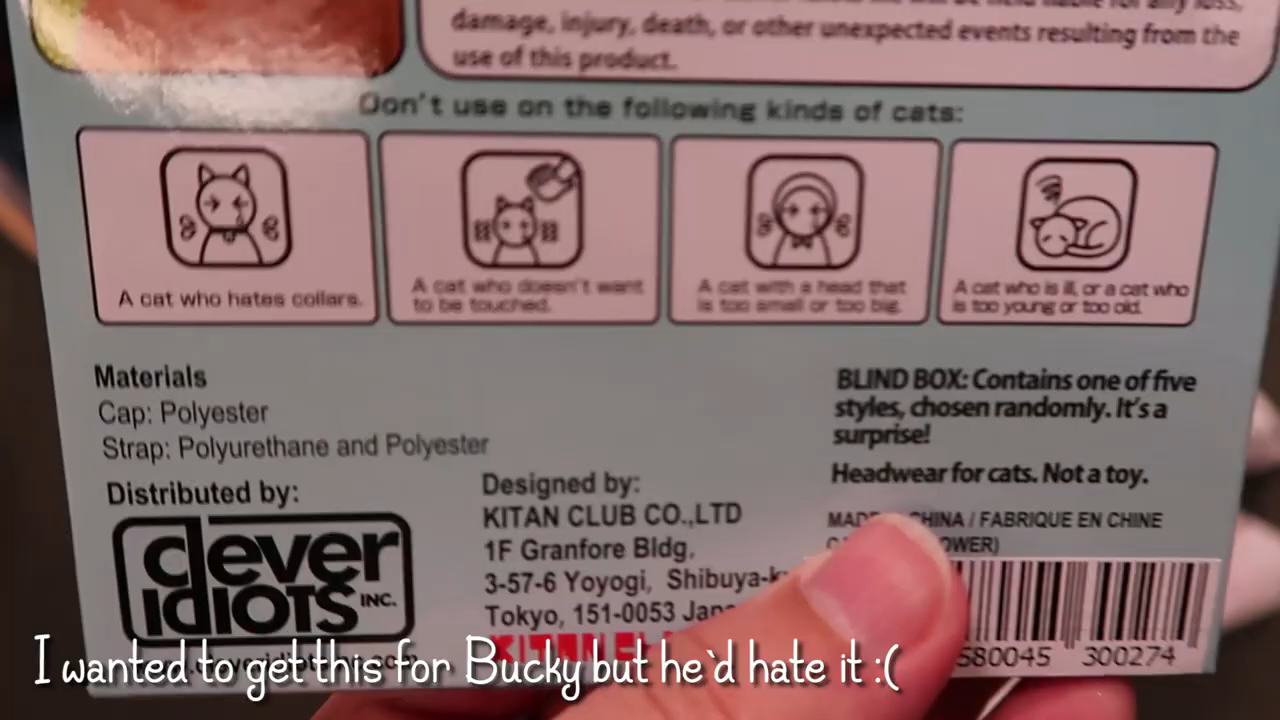 damage, injury, death, or other unexpected events resulting from the
use of this product.
Don't use on the following kinds of cats:
A cat who hates collars.
A cat who doesn't want
to be touched.
A cat with a head that
is too small or too big.
A cat who is ill, or a cat who
is too young or too old.
Materials
Cap: Polyester
Strap: Polyurethane and Polyester
Distributed by:
clever
idiots INC.
Designed by:
KITAN CLUB CO.,LTD
1F Granfore Bldg.
3-57-6 Yoyogi, Shibuya-k
Tokyo, 151-0053
BLIND BOX: Contains one of five
styles, chosen randomly. It's a
surprise!
Headwear for cats. Not a toy.
CHINA / FABRIQUE EN CHINE
580045 300274
I wanted to get this for Bucky but he`d hate it :(